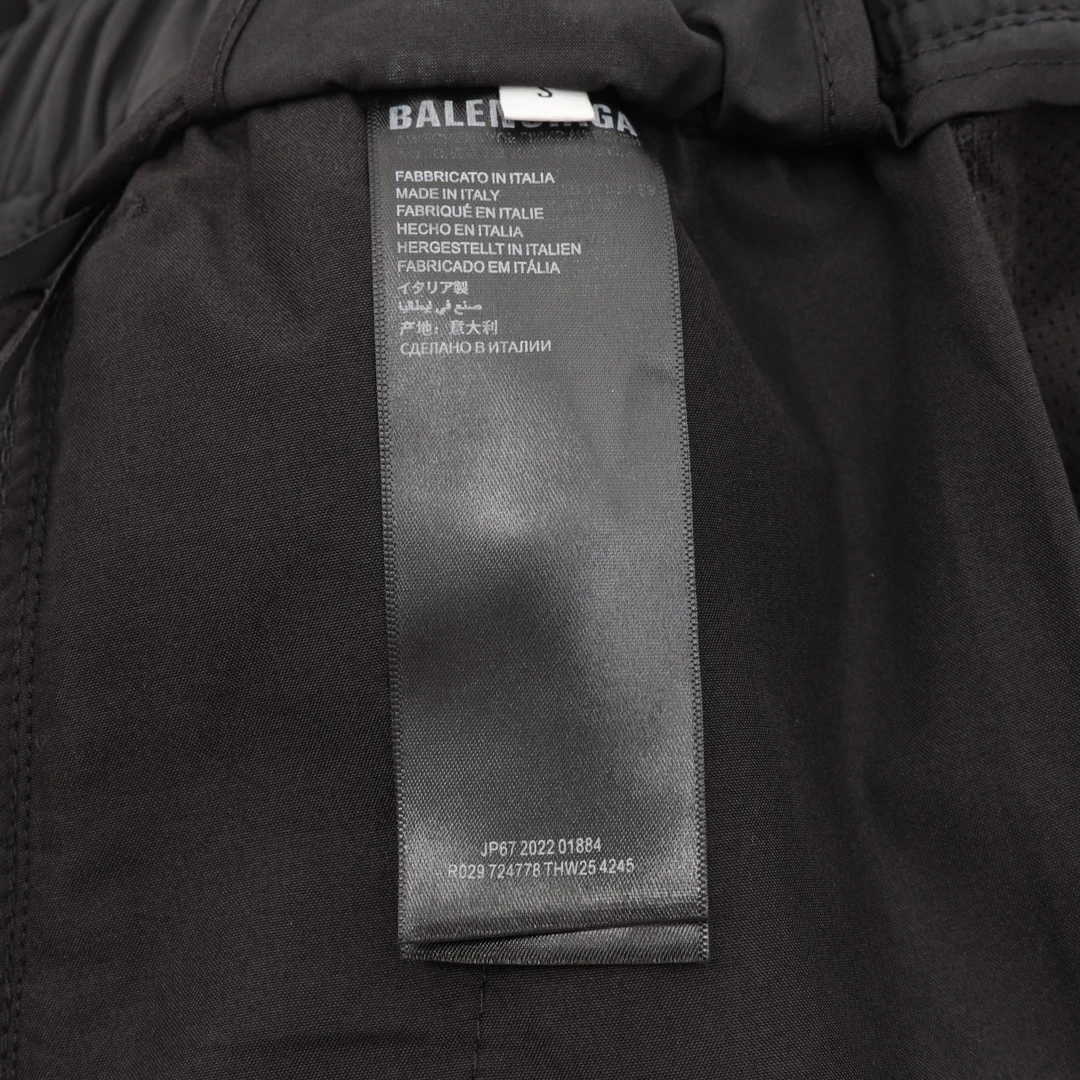 S
BALENCIAGA
FABBRICATO IN ITALIA
MADE IN ITALY
FABRIQUÉ EN ITALIE
HECHO EN ITALIA
HERGESTELLT IN ITALIEN
FABRICADO EM ITÁLIA
イタリア製
صنع في إيطاليا
产地：意大利
СДЕЛАНО В ИТАЛИИ
JP67 2022 01884
R029 724778 THW25 4245